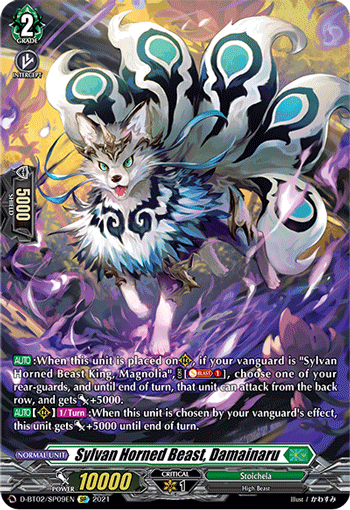 2
GRADE
INTERCEPT
5000
SHIELD
AUTO :When this unit is placed on R, if your vanguard is "Sylvan
Horned Beast King, Magnolia", COST [ BLAST 1 ], choose one of your
rear-guards, and until end of turn, that unit can attack from the back
row, and gets +5000.
AUTO R 1/Turn :When this unit is chosen by your vanguard's effect,
this unit gets +5000 until end of turn.
NORMAL UNIT Sylvan Horned Beast, Damainaru
POWER 10000 CRITICAL 1 Stoicheia
High Beast
D-BT02/SP09EN SP 2021 Illust / かわすみ